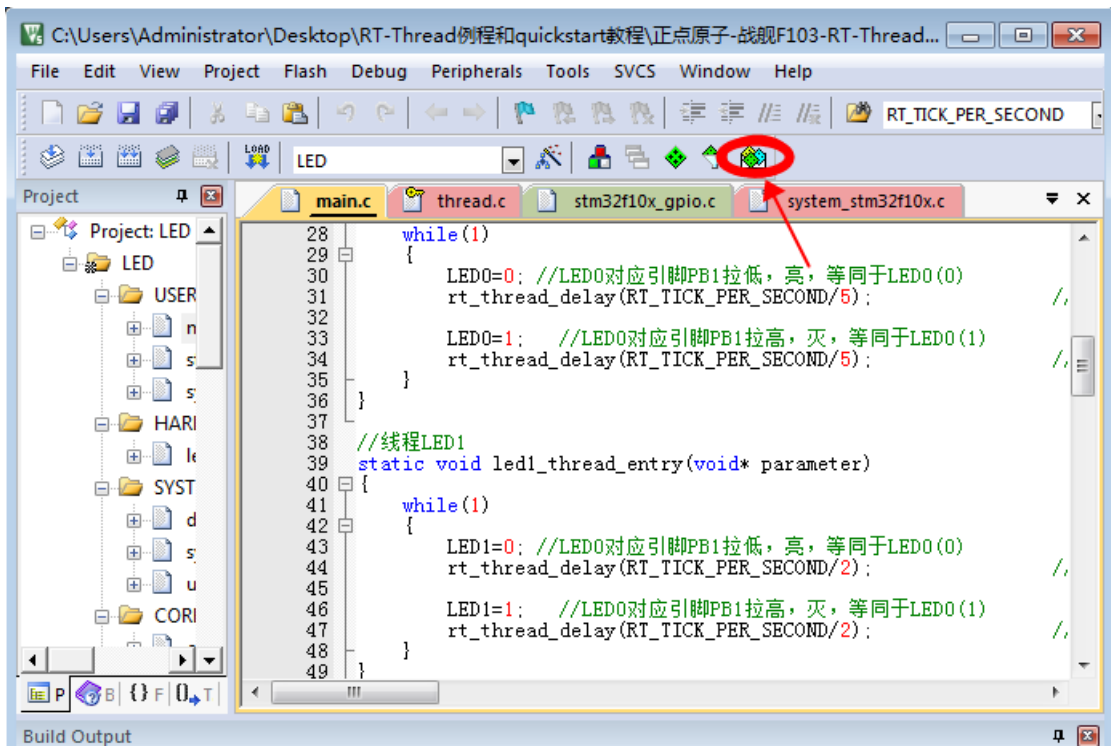 C:\Users\Administrator\Desktop\RT-Thread例程和quickstart教程\正点原子-战舰F103-RT-Thread...
File Edit View Project Flash Debug Peripherals Tools SVCS Window Help
RT_TICK_PER_SECOND
LOAD LED
Project
main.c thread.c stm32f10x_gpio.c system_stm32f10x.c
Project: LED
LED
USER
HARI
le
SYST
d
u
CORI
28 while(1)
29 {
30 LED0=0; //LED0对应引脚PB1拉低，亮，等同于LED0(0)
31 rt_thread_delay(RT_TICK_PER_SECOND/5); //
32
33 LED0=1; //LED0对应引脚PB1拉高，灭，等同于LED0(1)
34 rt_thread_delay(RT_TICK_PER_SECOND/5); //
35 }
36 }
37
38 //线程LED1
39 static void led1_thread_entry(void* parameter)
40 {
41 while(1)
42 {
43 LED1=0; //LED0对应引脚PB1拉低，亮，等同于LED0(0)
44 rt_thread_delay(RT_TICK_PER_SECOND/2); //
45
46 LED1=1; //LED0对应引脚PB1拉高，灭，等同于LED0(1)
47 rt_thread_delay(RT_TICK_PER_SECOND/2); //
48 }
49 }
P B {} F 0 T
Build Output